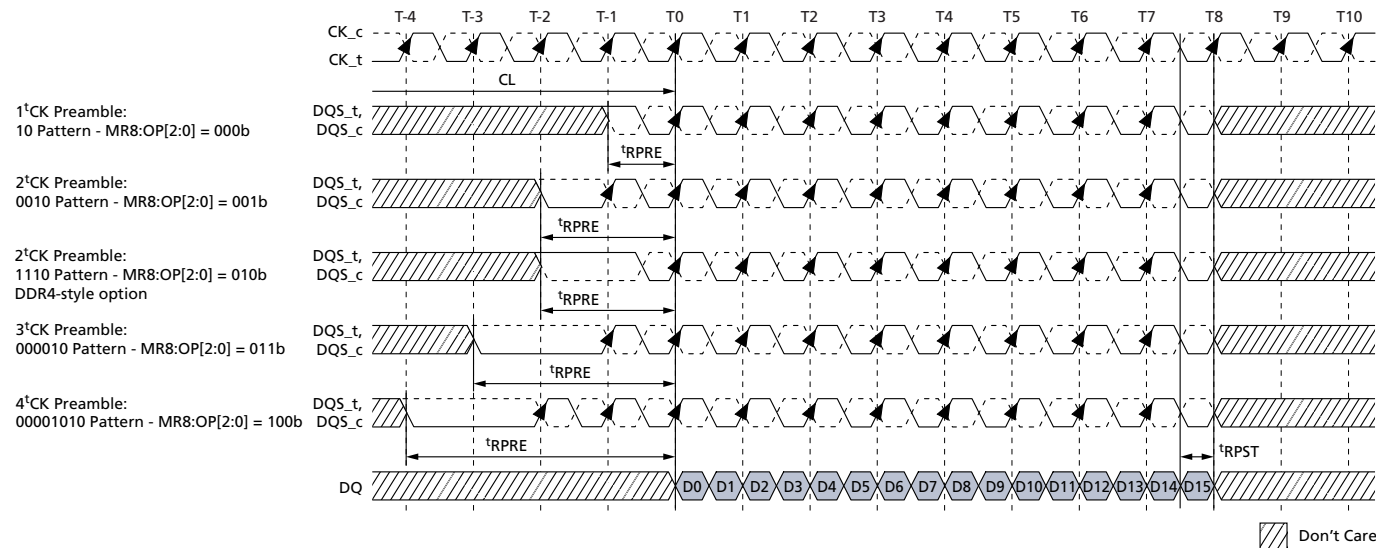 T-4 T-3 T-2 T-1 T0 T1 T2 T3 T4 T5 T6 T7 T8 T9 T10
CK_c
CK_t
CL
1tCK Preamble:
10 Pattern - MR8:OP[2:0] = 000b
DQS_t,
DQS_c
tRPRE
2tCK Preamble:
0010 Pattern - MR8:OP[2:0] = 001b
DQS_t,
DQS_c
tRPRE
2tCK Preamble:
1110 Pattern - MR8:OP[2:0] = 010b
DDR4-style option
DQS_t,
DQS_c
tRPRE
3tCK Preamble:
000010 Pattern - MR8:OP[2:0] = 011b
DQS_t,
DQS_c
tRPRE
4tCK Preamble:
00001010 Pattern - MR8:OP[2:0] = 100b
DQS_t,
DQS_c
tRPRE
tRPST
DQ
D0 D1 D2 D3 D4 D5 D6 D7 D8 D9 D10 D11 D12 D13 D14 D15
Don't Care